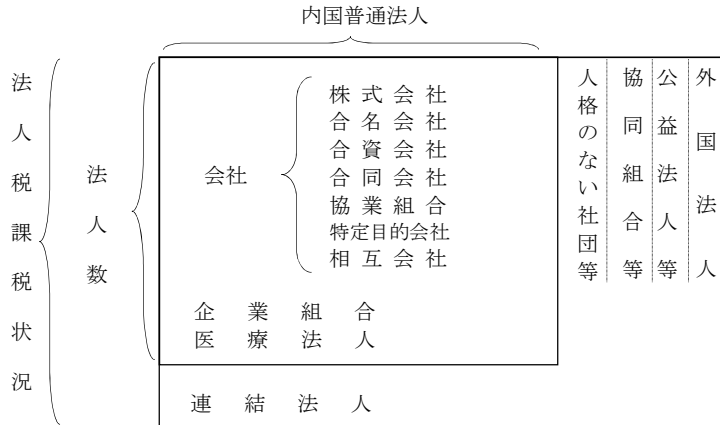 内国普通法人
法人税課税状況
法人数
会社
株式会社
合名会社
合資会社
合同会社
協業組合
特定目的会社
相互会社
企業組合
医療法人
連結法人
人格のない社団等
協同組合等
公益法人等
外国法人